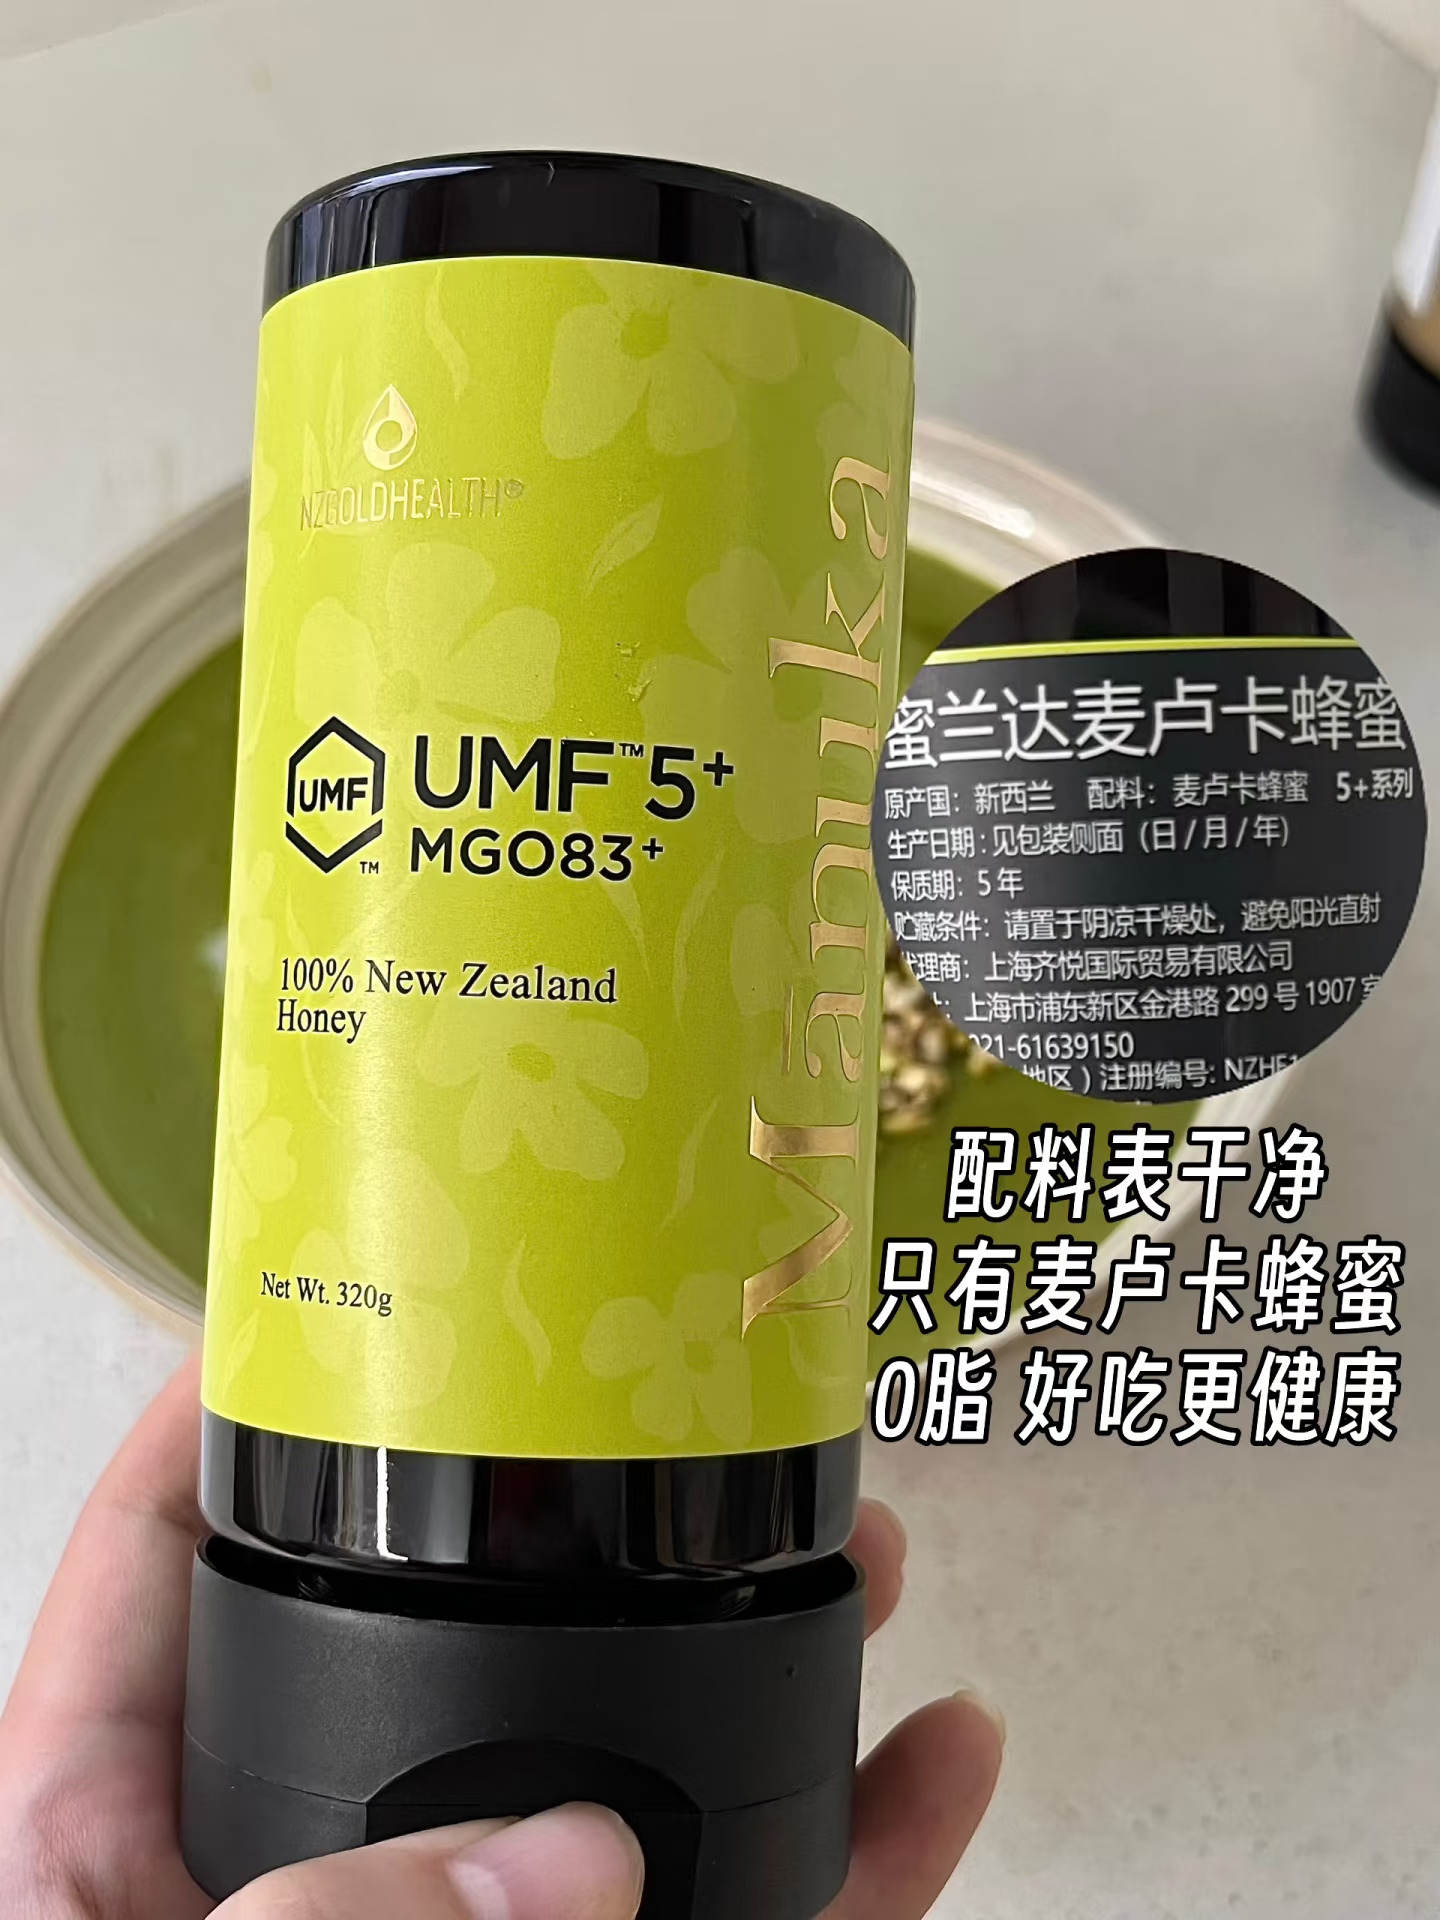 NZGOLDHEALTH®
Mānuka
UMF
TM
UMF™ 5+
MGO83+
100% New Zealand
Honey
Net Wt. 320g
蜜兰达麦卢卡蜂蜜
原产国：新西兰 配料：麦卢卡蜂蜜 5+系列
生产日期：见包装侧面（日/月/年）
保质期：5年
贮藏条件：请置于阴凉干燥处，避免阳光直射
代理商：上海齐悦国际贸易有限公司
：上海市浦东新区金港路 299 号 1907 室
021-61639150
地区）注册编号: NZHE1
配料表干净
只有麦卢卡蜂蜜
0脂 好吃更健康